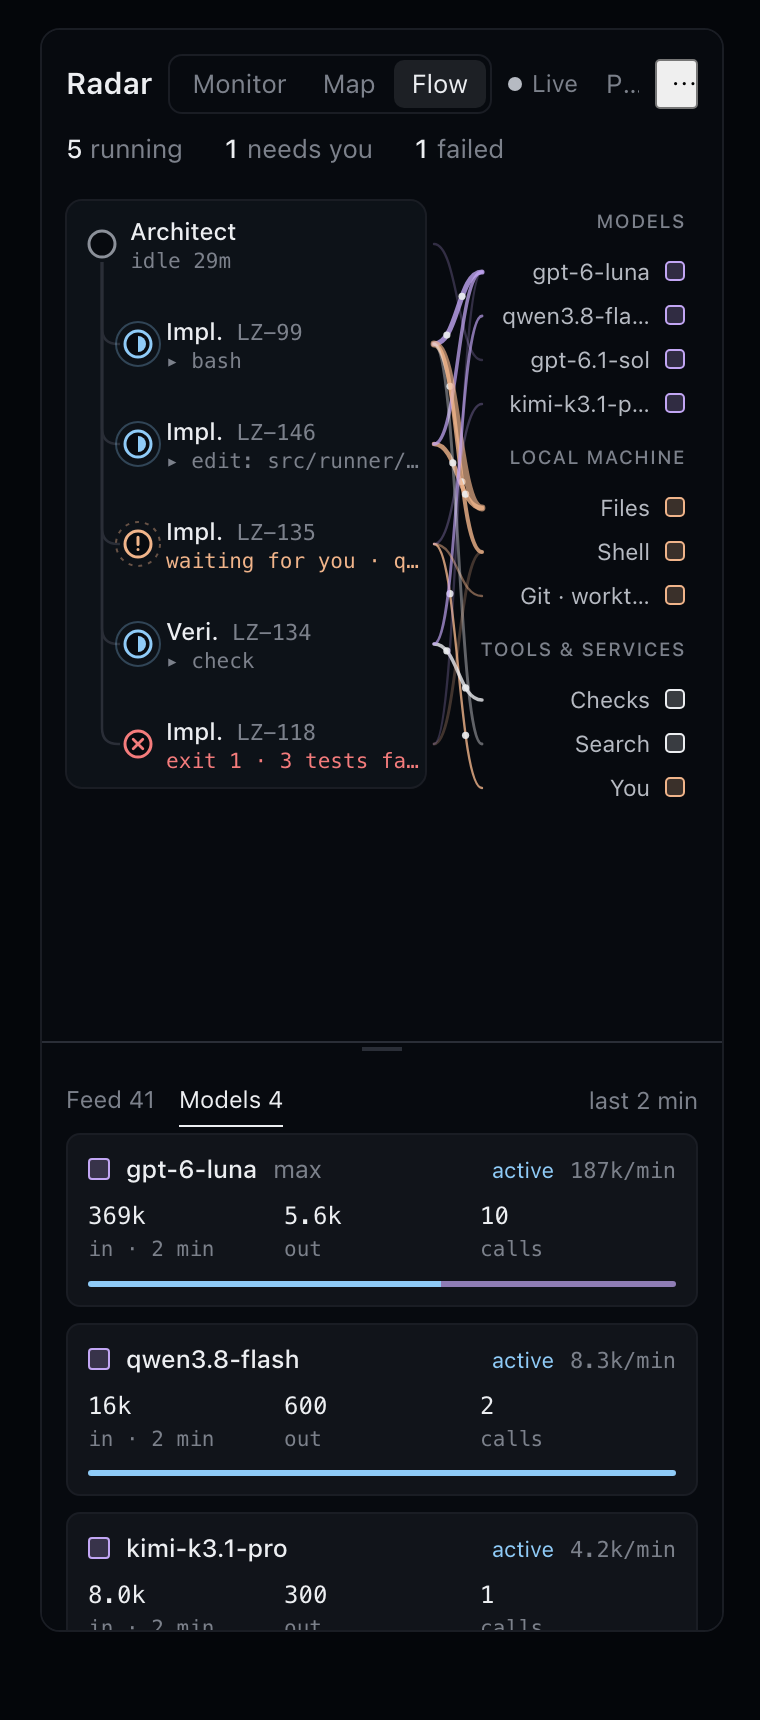 Radar Monitor Map Flow Live P... ...
5 running 1 needs you 1 failed
Architect
idle 29m
Impl. LZ–99
▸ bash
Impl. LZ–146
▸ edit: src/runner/…
Impl. LZ–135
waiting for you · q…
Veri. LZ–134
▸ check
Impl. LZ–118
exit 1 · 3 tests fa…
MODELS
gpt-6-luna
qwen3.8-fla...
gpt-6.1-sol
kimi-k3.1-p...
LOCAL MACHINE
Files
Shell
Git · workt...
TOOLS & SERVICES
Checks
Search
You
Feed 41 Models 4 last 2 min
gpt-6-luna max active 187k/min
369k 5.6k 10
in · 2 min out calls
qwen3.8-flash active 8.3k/min
16k 600 2
in · 2 min out calls
kimi-k3.1-pro active 4.2k/min
8.0k 300 1
in · 2 min out calls